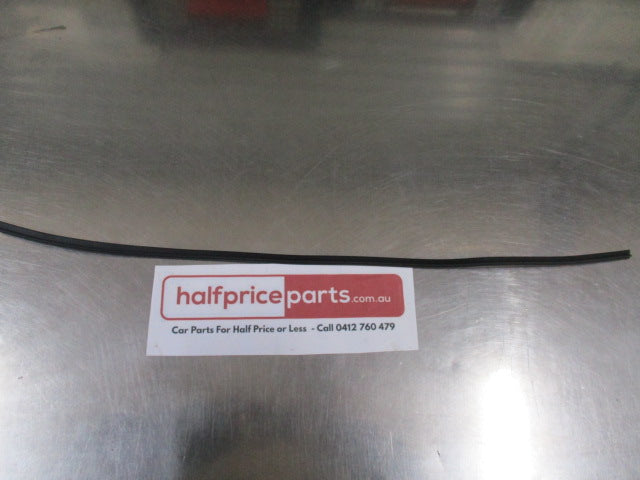 halfpriceparts.com.au
Car Parts For Half Price or Less - Call 0412 760 479